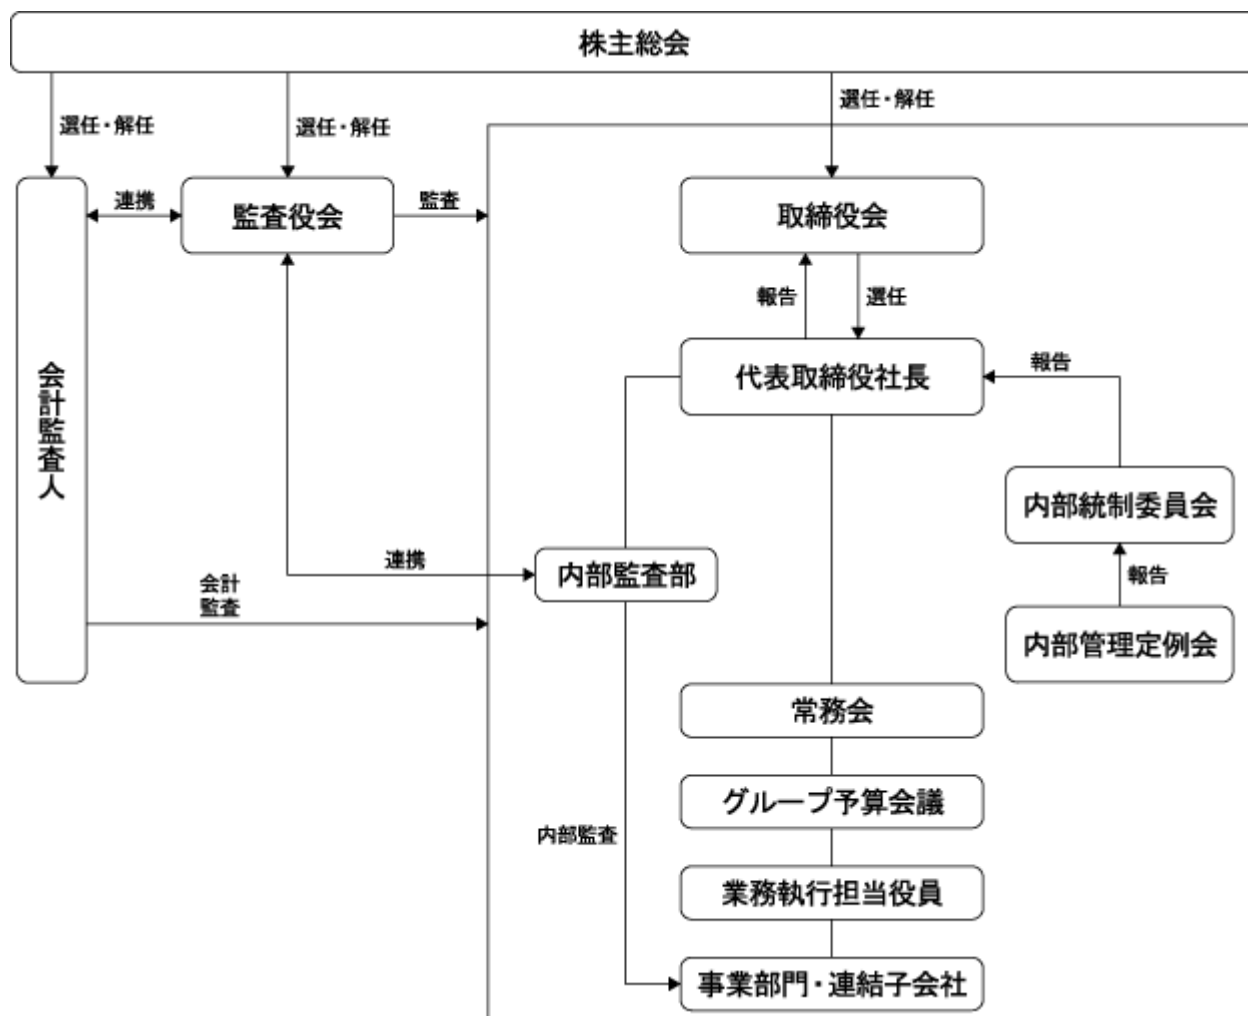 株主総会
選任・解任
選任・解任
選任・解任
連携
監査役会
監査
取締役会
報告
選任
代表取締役社長
報告
会計監査人
内部統制委員会
連携
内部監査部
報告
会計
監査
内部管理定例会
常務会
グループ予算会議
内部監査
業務執行担当役員
事業部門・連結子会社